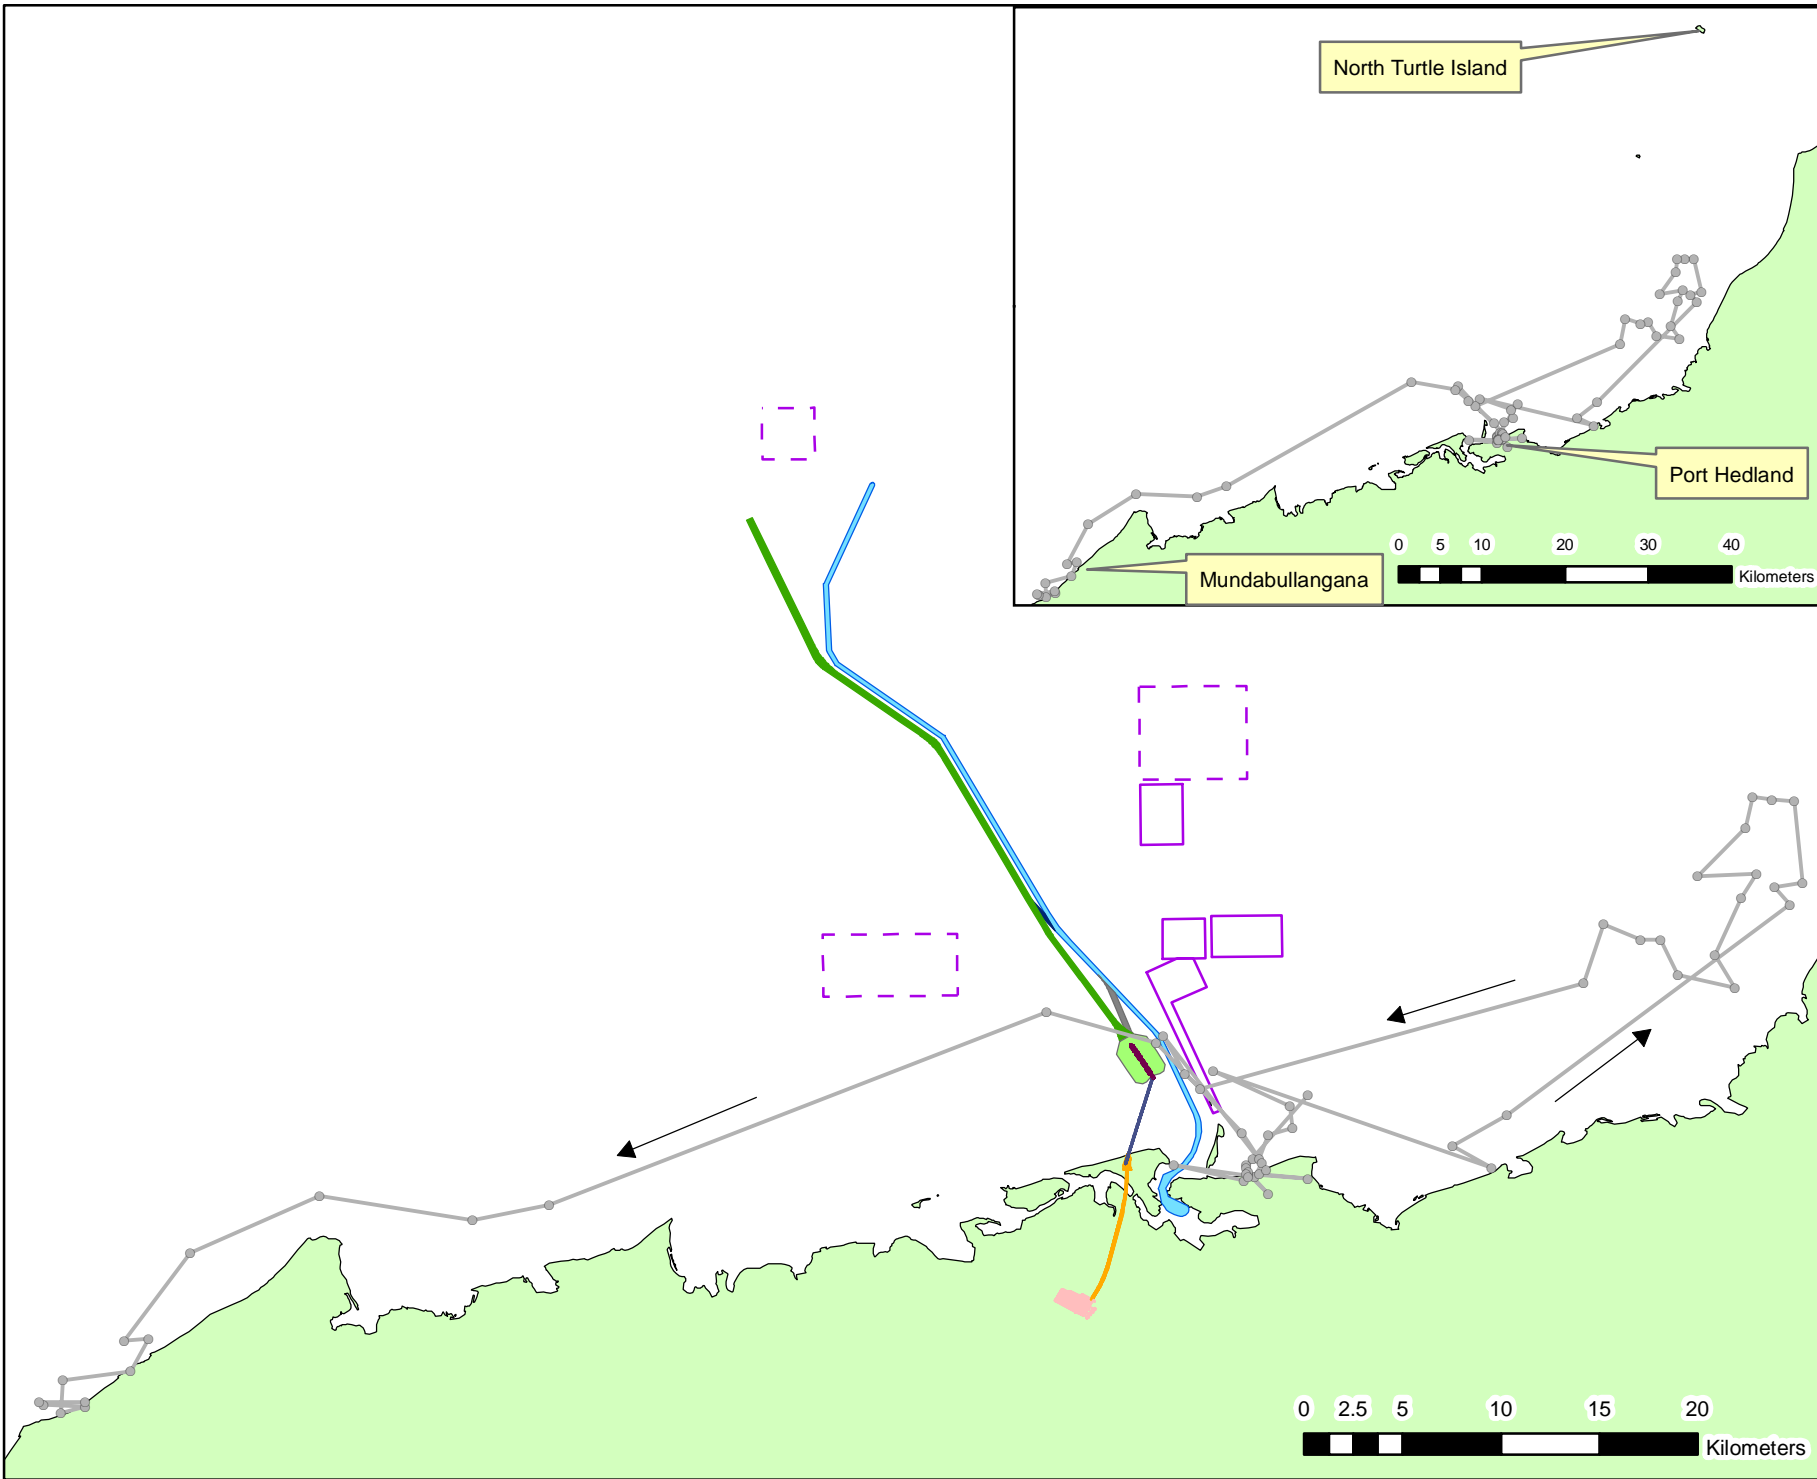 North Turtle Island
Port Hedland
0 5 10 20 30 40
Kilometers
Mundabullangana
0 2.5 5 10 15 20
Kilometers